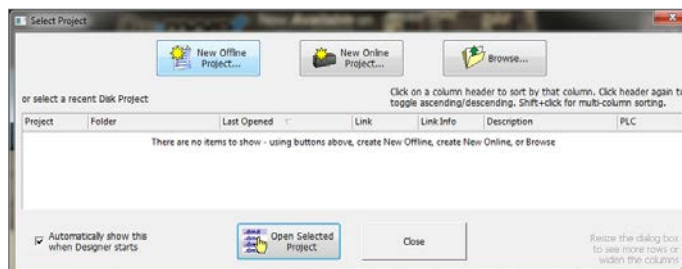 Select Project
New Offline
Project...
New Online
Project...
Browse...
or select a recent Disk Project
Click on a column header to sort by that column. Click header again to
toggle ascending/descending. Shift+click for multi-column sorting.
Project Folder Last Opened Link Link Info Description PLC
There are no items to show - using buttons above, create New Offline, create New Online, or Browse
Automatically show this
when Designer starts
Open Selected
Project
Close
Resize the dialog box
to see more rows or
widen the columns